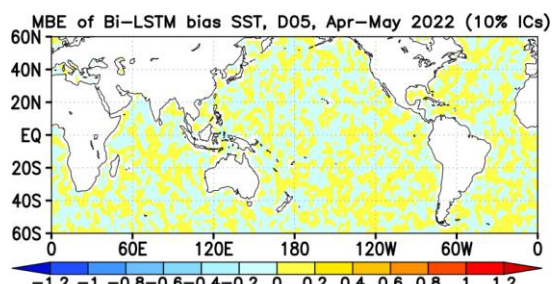 MBE of Bi-LSTM bias SST, D05, Apr-May 2022 (10% ICs)
60N
40N
20N
EQ
20S
40S
60S
0 60E 120E 180 120W 60W 0
-1.2 -1 -0.8 -0.6 -0.4 -0.2 0 0.2 0.4 0.6 0.8 1 1.2